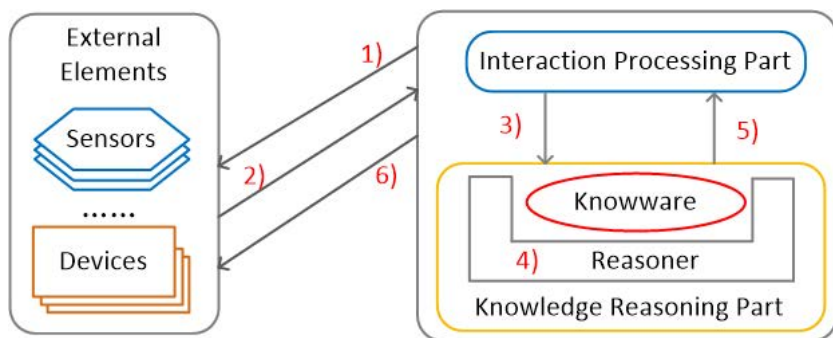 External
Elements
Sensors
......
Devices
1)
2)
6)
Interaction Processing Part
3)
5)
Knowware
4)
Reasoner
Knowledge Reasoning Part